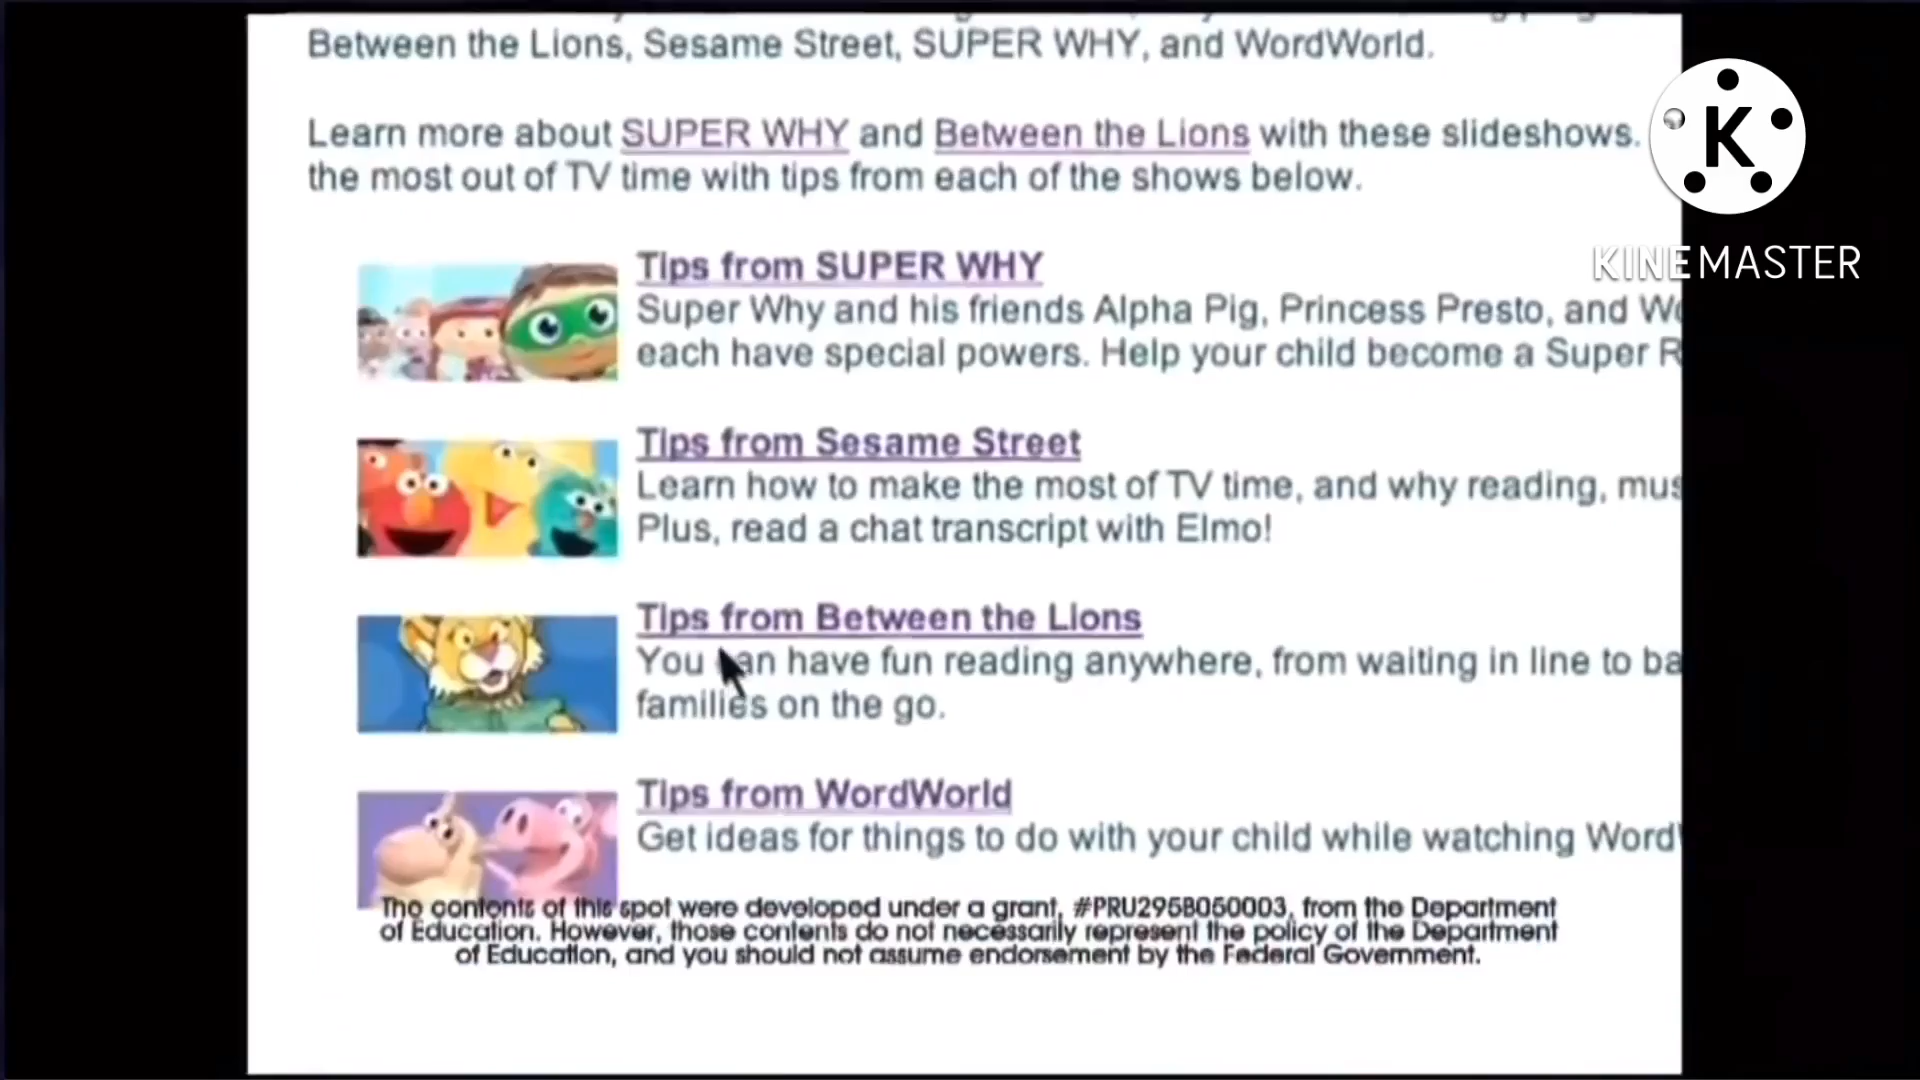 Between the Lions, Sesame Street, SUPER WHY, and WordWorld.
Learn more about SUPER WHY and Between the Lions with these slideshows.
the most out of TV time with tips from each of the shows below.
Tips from SUPER WHY
Super Why and his friends Alpha Pig, Princess Presto, and
each have special powers. Help your child become a Super
Tips from Sesame Street
Learn how to make the most of TV time, and why reading,
Plus, read a chat transcript with Elmo!
Tips from Between the Lions
You can have fun reading anywhere, from waiting in line to
families on the go.
Tips from WordWorld
Get ideas for things to do with your child while watching Word
The contents of this spot were developed under a grant, #PRU295B050003, from the Department
of Education. However, those contents do not necessarily represent the policy of the Department
of Education, and you should not assume endorsement by the Federal Government.
K
KINEMASTER